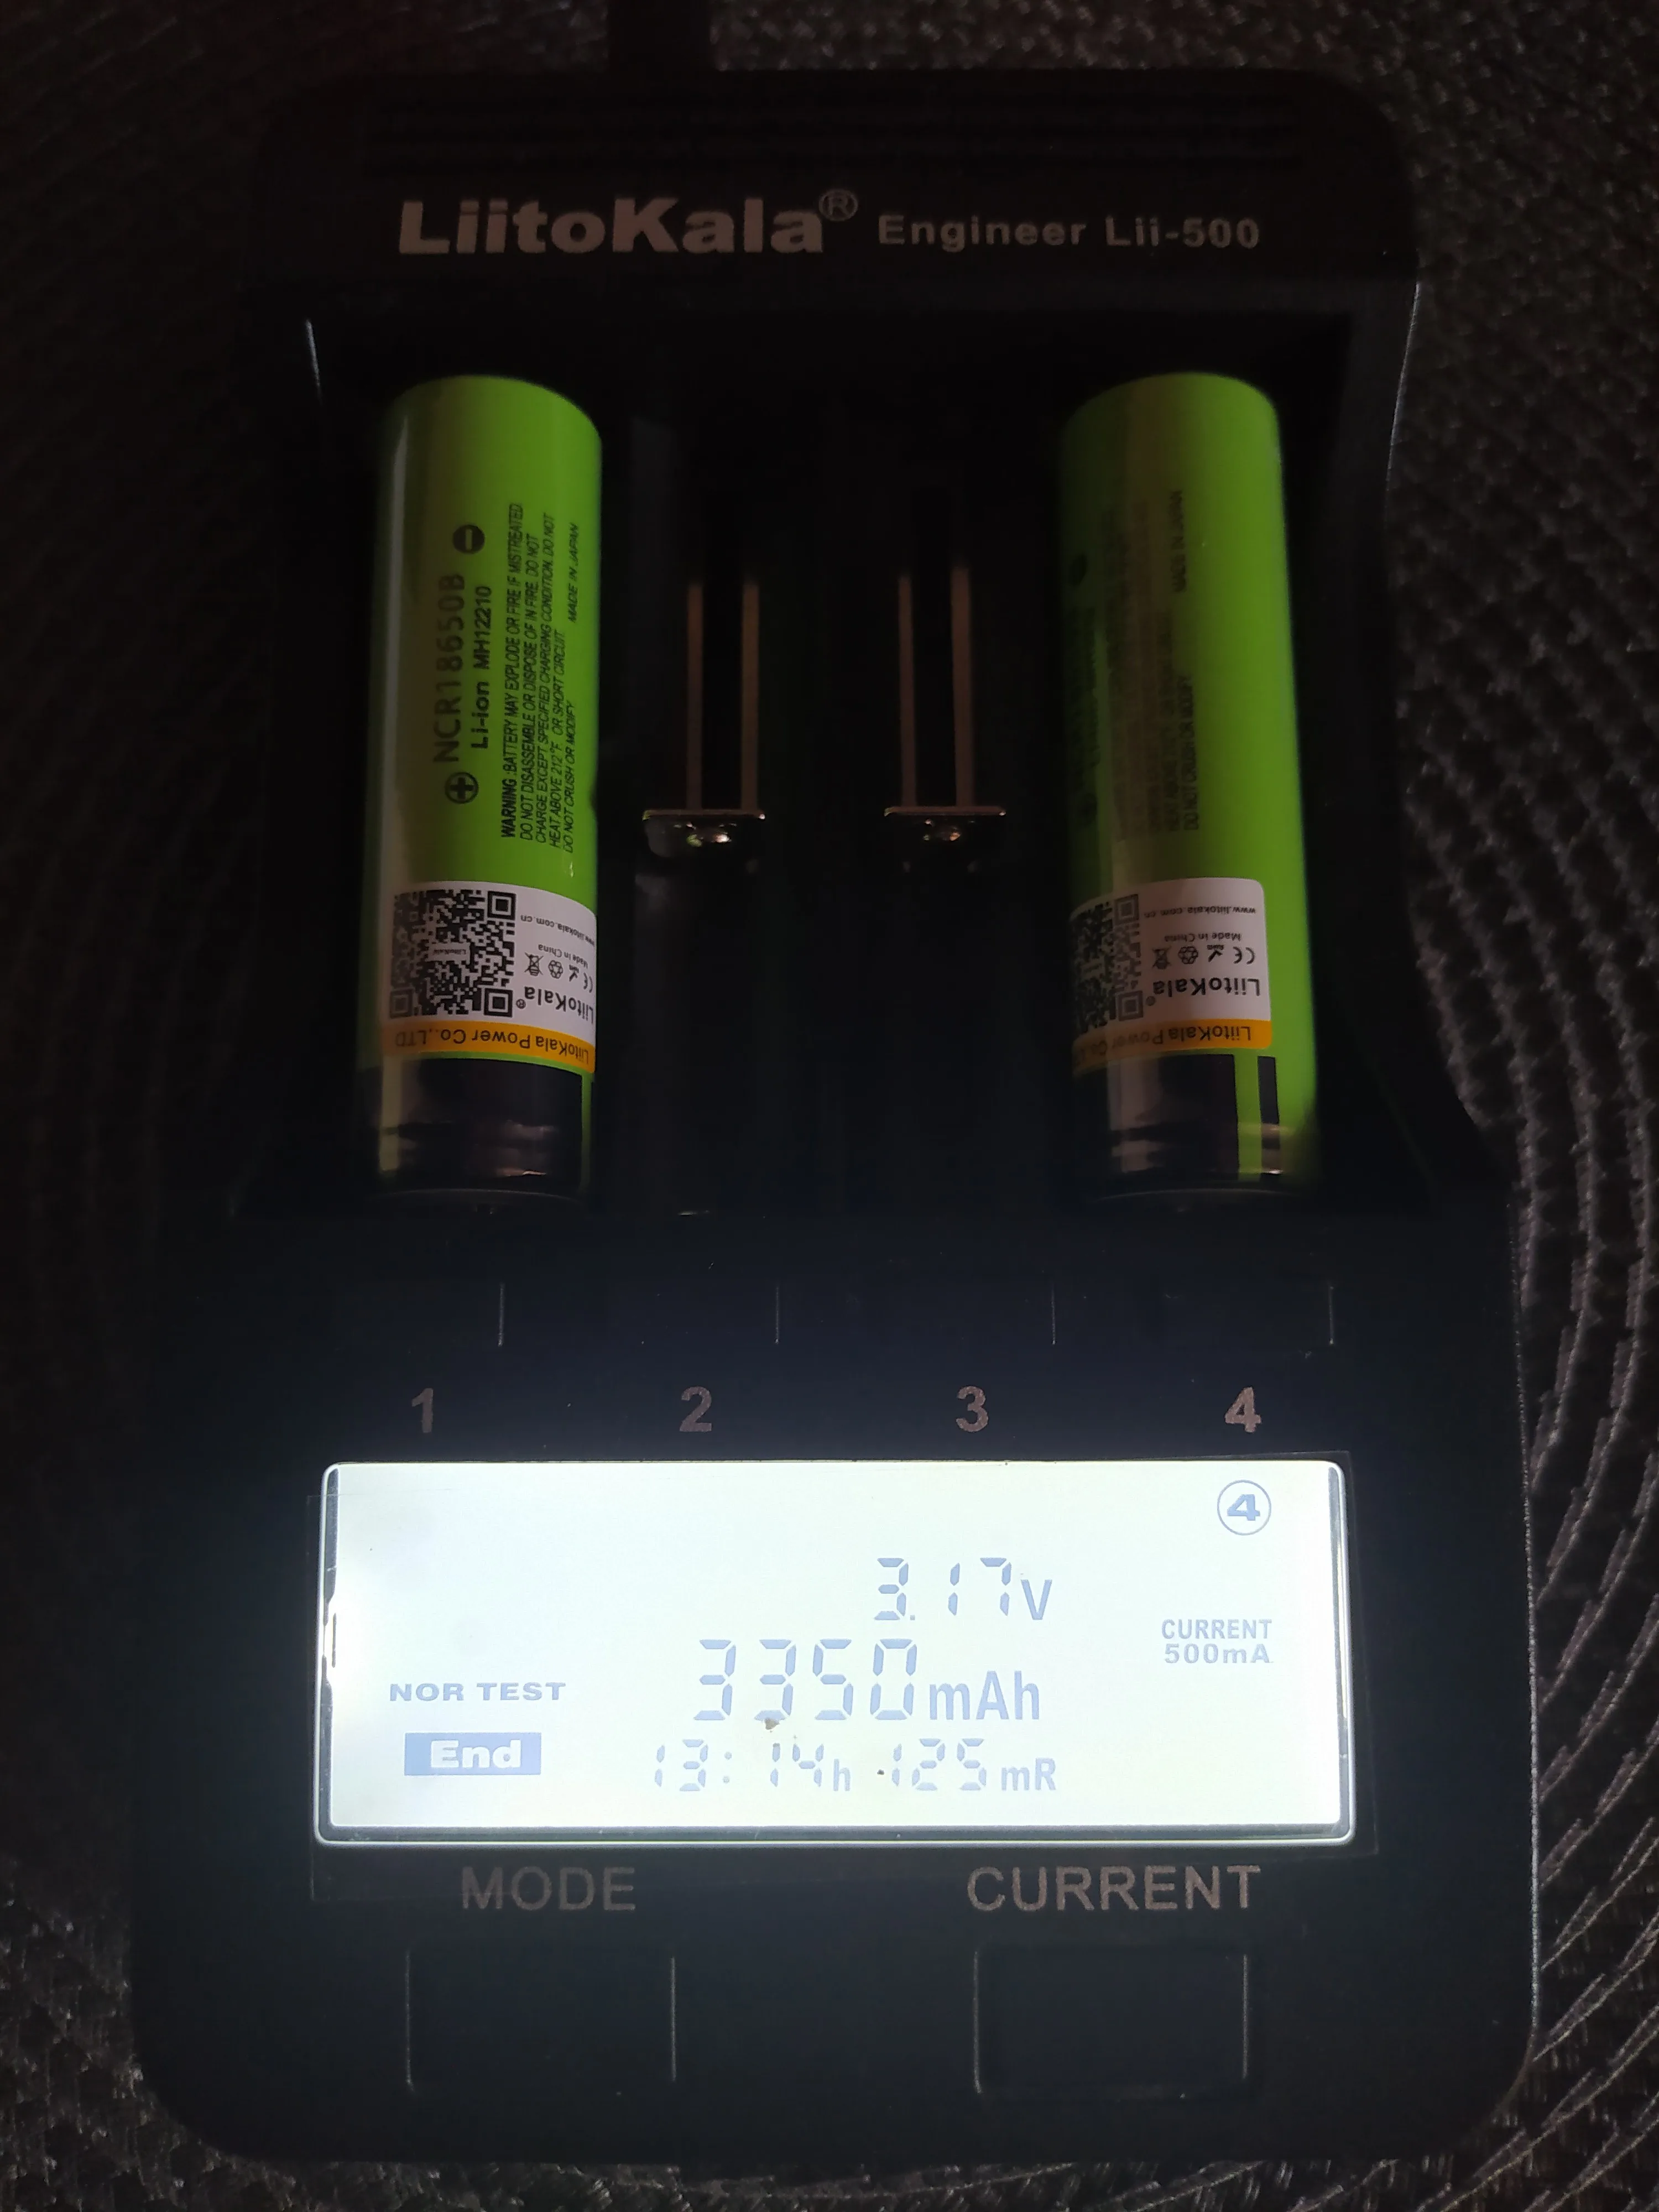 LiitoKala® Engineer Lii-500
⊕ NCR18650B ⊖
Li-ion MH12210
WARNING :BATTERY MAY EXPLODE OR FIRE IF MISTREATED.
DO NOT DISASSEMBLE OR DISPOSE OF IN FIRE. DO NOT
CHARGE EXCEPT SPECIFIED CHARGING CONDITION. DO NOT
HEAT ABOVE 212°F. OR SHORT CIRCUIT.
DO NOT CRUSH OR MODIFY. MADE IN JAPAN
LiitoKala Power Co.,LTD
LiitoKala®
CE
Made in China
www.liitokala.com.cn
DO NOT CRUSH OR MODIFY. MADE IN JAPAN
LiitoKala Power Co.
LiitoKala®
CE
Made in China
www.liitokala.com.cn
1 2 3 4
4
3.17V
CURRENT
500mA
NOR TEST
3350mAh
End
13:14h 125mR
MODE CURRENT